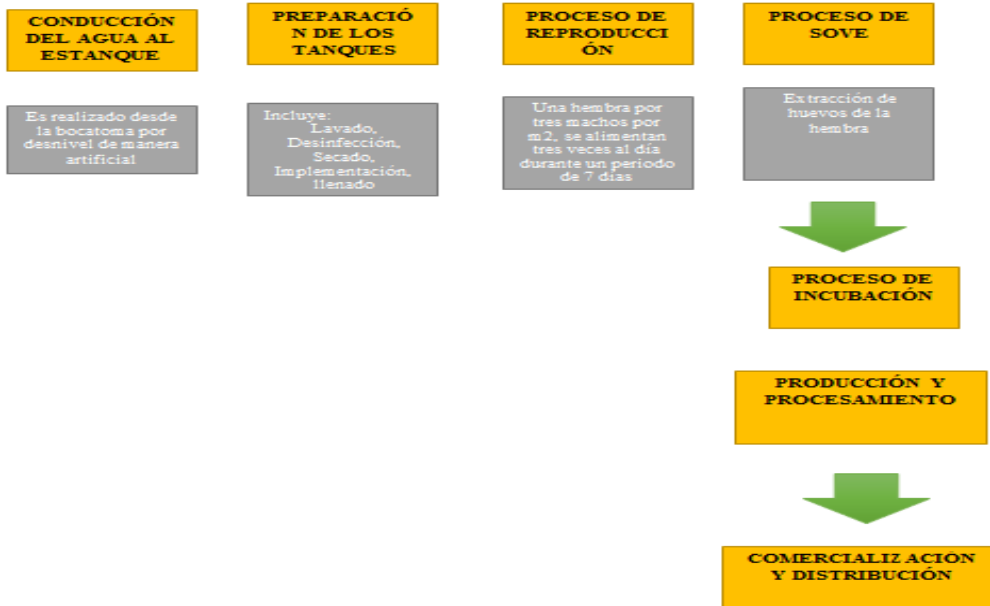 CONDUCCIÓN
DEL AGUA AL
ESTANQUE
Es realizado desde
la bocatoma por
desnivel de manera
artificial
PREPARACIÓ
N DE LOS
TANQUES
Incluye:
Lavado,
Desinfección,
Secado,
Implementación,
llenado
PROCESO DE
REPRODUCCI
ÓN
Una hembra por
tres machos por
m2, se alimentan
tres veces al día
durante un periodo
de 7 días
PROCESO DE
SOVE
Extracción de
huevos de la
hembra
PROCESO DE
INCUBACIÓN
PRODUCCIÓN Y
PROCESAMIENTO
COMERCIALIZACIÓN
Y DISTRIBUCIÓN